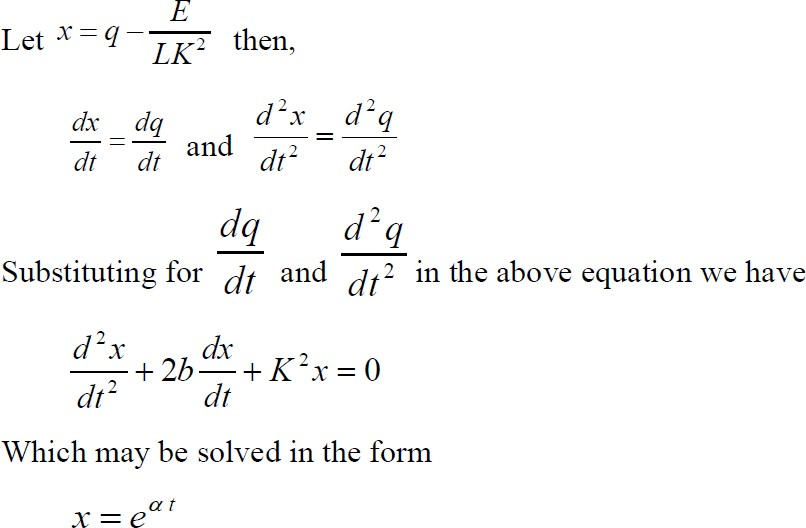 Let x = q − E/LK² then,
dx/dt = dq/dt and d²x/dt² = d²q/dt²
Substituting for dq/dt and d²q/dt² in the above equation we have
d²x/dt² + 2b dx/dt + K²x = 0
Which may be solved in the form
x = e^{αt}